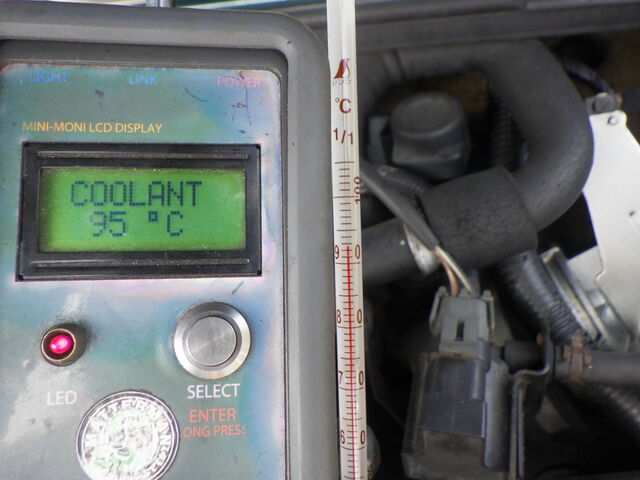 LIGHT LINK POWER
MINI-MONI LCD DISPLAY
COOLANT
95 °C
LED
SELECT
ENTER
LONG PRESS
°C
1/1
100
90
80
70
60